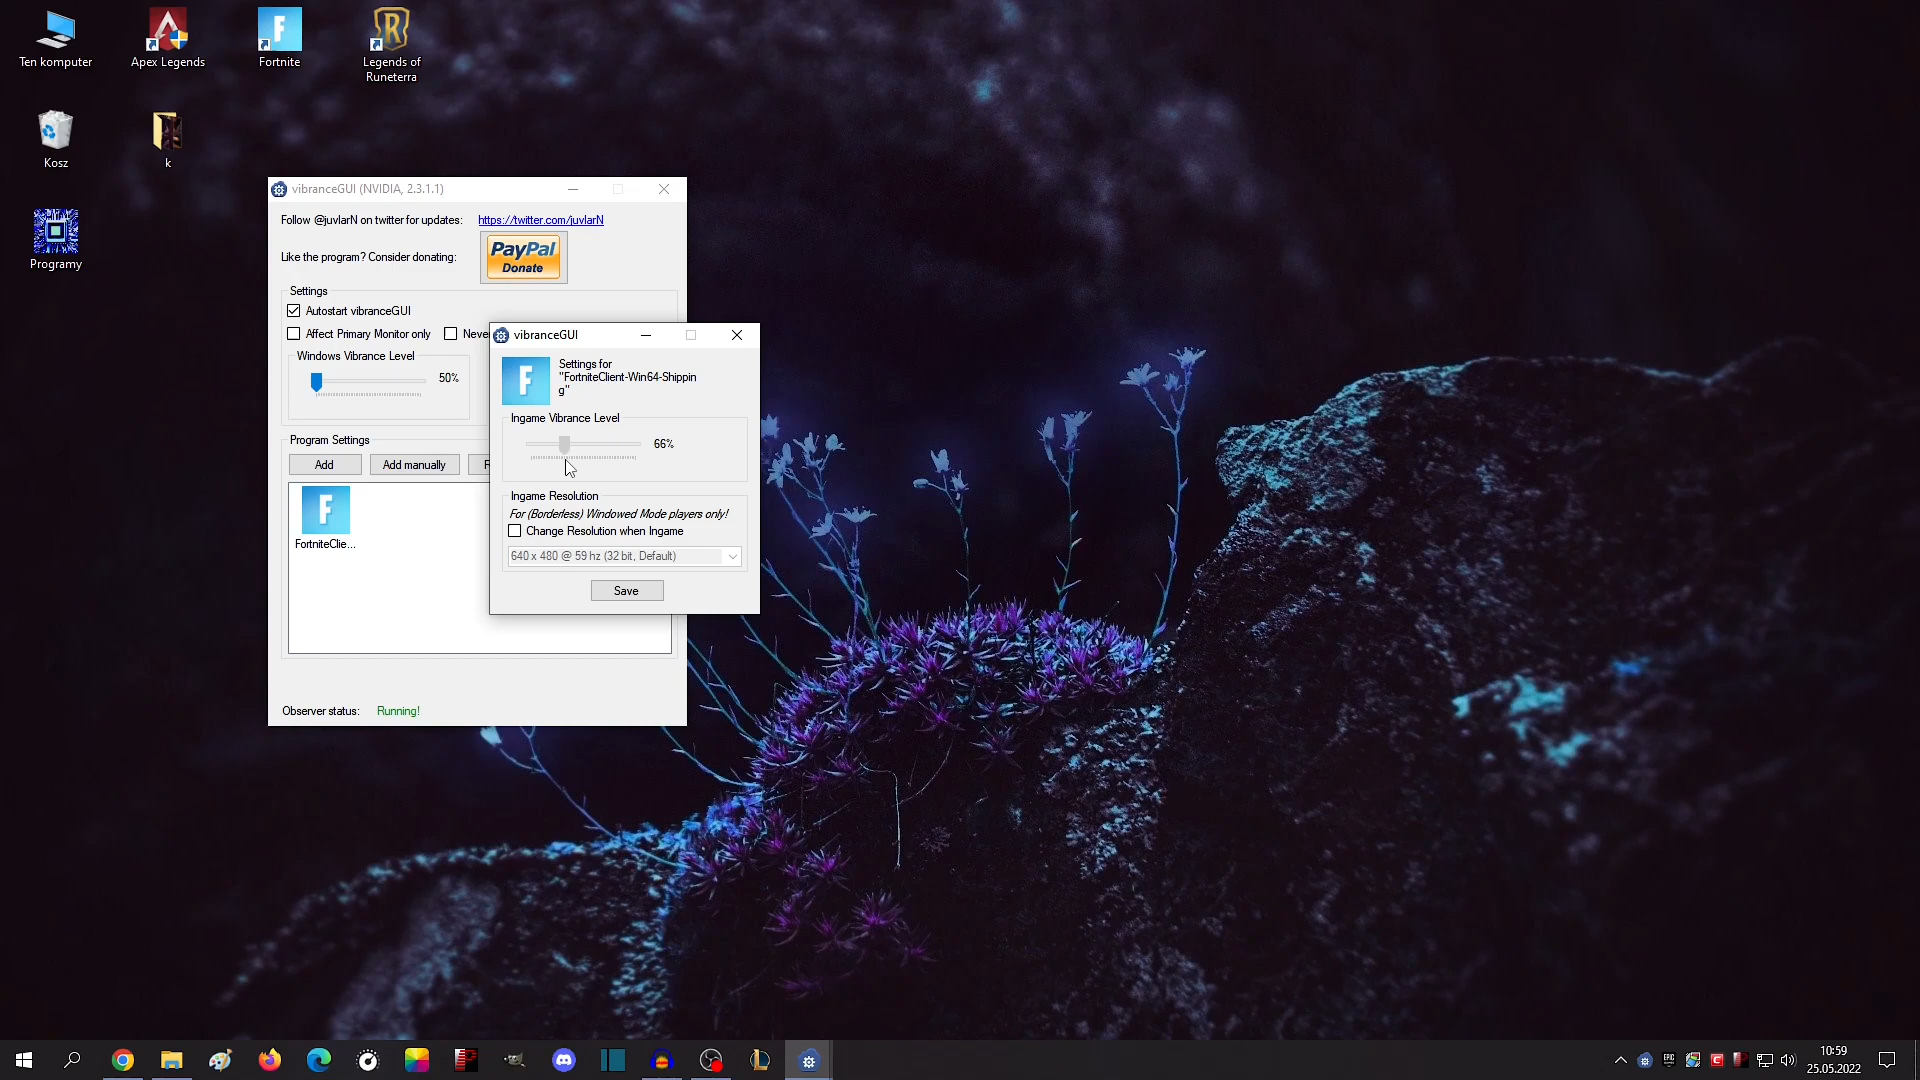 Ten komputer
Apex Legends
Fortnite
Legends of
Runeterra
Kosz
k
Programy
vibranceGUI (NVIDIA, 2.3.1.1)
Follow @juvlarN on twitter for updates: https://twitter.com/juvlarN
Like the program? Consider donating:
PayPal
Donate
Settings
Autostart vibranceGUI
Affect Primary Monitor only
Never
Windows Vibrance Level
50%
Program Settings
Add
Add manually
FortniteClie...
Observer status: Running!
vibranceGUI
Settings for
"FortniteClient-Win64-Shippin
g"
Ingame Vibrance Level
66%
Ingame Resolution
For (Borderless) Windowed Mode players only!
Change Resolution when Ingame
640 x 480 @ 59 hz (32 bit, Default)
Save
EPIC
10:59
25.05.2022